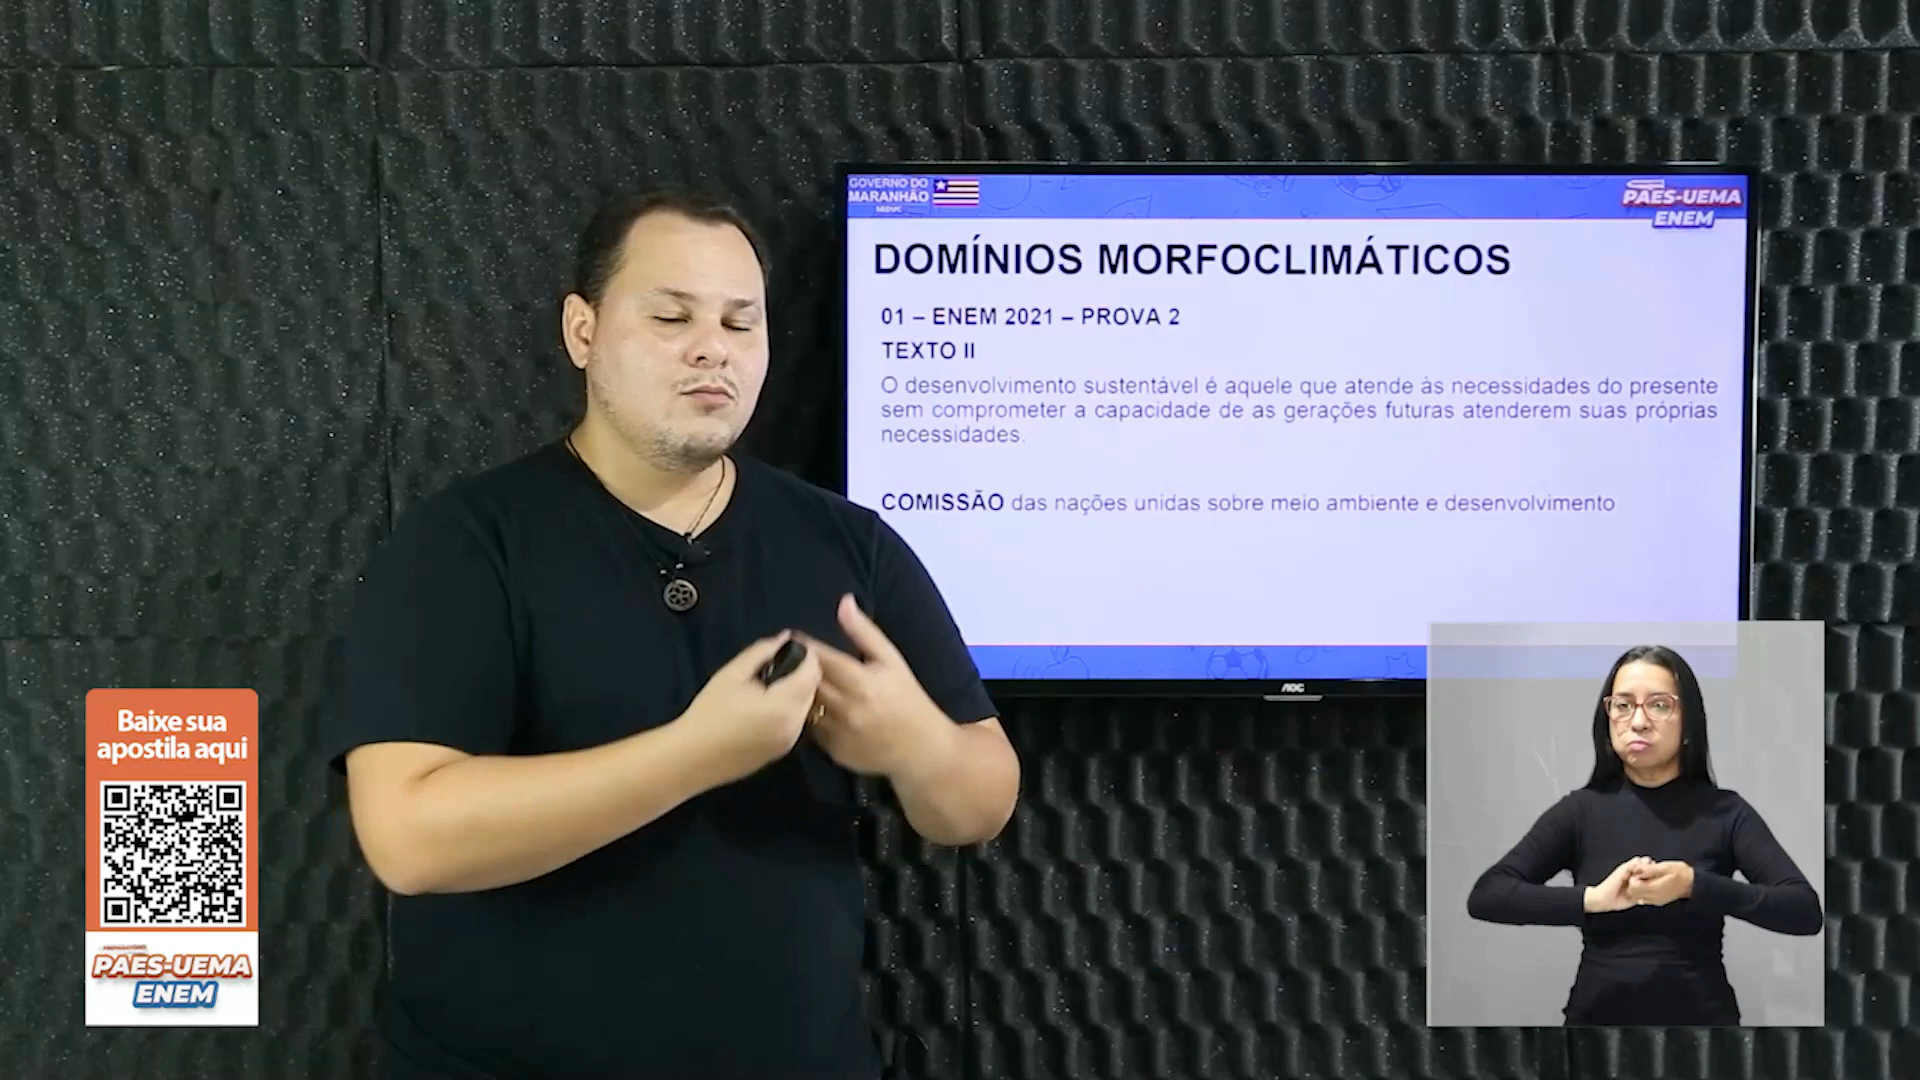 GOVERNO DO
MARANHÃO
SEDUC
PAES-UEMA
ENEM
DOMÍNIOS MORFOCLIMÁTICOS
01 – ENEM 2021 – PROVA 2
TEXTO II
O desenvolvimento sustentável é aquele que atende às necessidades do presente
sem comprometer a capacidade de as gerações futuras atenderem suas próprias
necessidades.
COMISSÃO das nações unidas sobre meio ambiente e desenvolvimento
AOC
Baixe sua
apostila aqui
PREPARATÓRIO
PAES-UEMA
ENEM